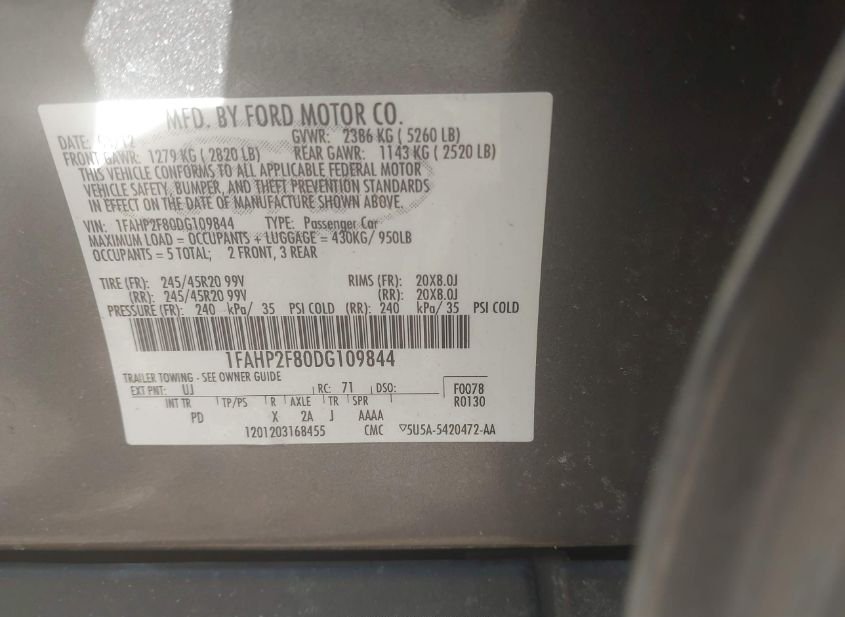 MFD. BY FORD MOTOR CO.
DATE: /12 GVWR: 2386 KG ( 5260 LB)
FRONT GAWR: 1279 KG ( 2820 LB) REAR GAWR: 1143 KG ( 2520 LB)
THIS VEHICLE CONFORMS TO ALL APPLICABLE FEDERAL MOTOR
VEHICLE SAFETY, BUMPER, AND THEFT PREVENTION STANDARDS
IN EFFECT ON THE DATE OF MANUFACTURE SHOWN ABOVE.
VIN: 1FAHP2F80DG109844 TYPE: Passenger Car
MAXIMUM LOAD = OCCUPANTS + LUGGAGE = 430KG/ 950LB
OCCUPANTS = 5 TOTAL; 2 FRONT, 3 REAR
TIRE (FR): 245/45R20 99V RIMS (FR): 20X8.0J
(RR): 245/45R20 99V (RR): 20X8.0J
PRESSURE (FR): 240 kPa/ 35 PSI COLD (RR): 240 kPa/ 35 PSI COLD
1FAHP2F80DG109844
TRAILER TOWING - SEE OWNER GUIDE
EXT PNT: UJ RC: 71 DSO: F0078
INT TR TP/PS R AXLE TR SPR R0130
PD X 2A J AAAA
1201203168455 CMC ▽5U5A-5420472-AA